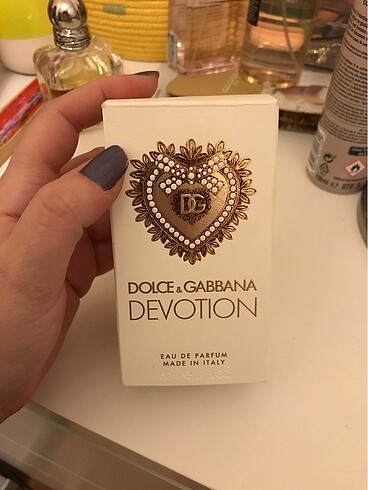 DG
DOLCE & GABBANA
DEVOTION
EAU DE PARFUM
MADE IN ITALY